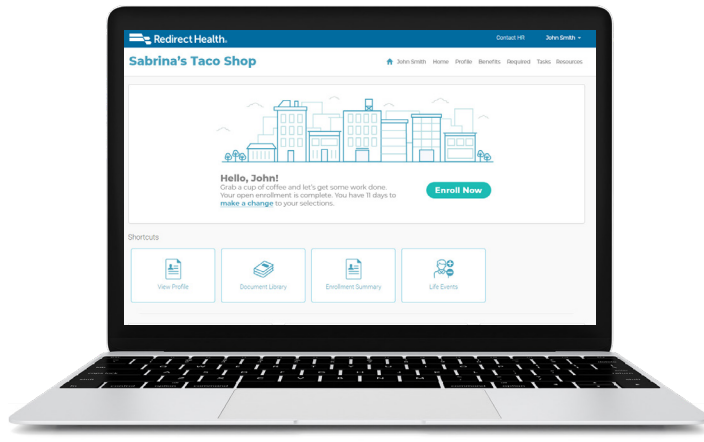 Redirect Health®
Contact HR
John Smith
Sabrina's Taco Shop
John Smith Home Profile Benefits Required Tasks Resources
Hello, John!
Grab a cup of coffee and let's get some work done.
Your open enrollment is complete. You have 11 days to
make a change to your selections.
Enroll Now
Shortcuts
View Profile
Document Library
Enrollment Summary
Life Events